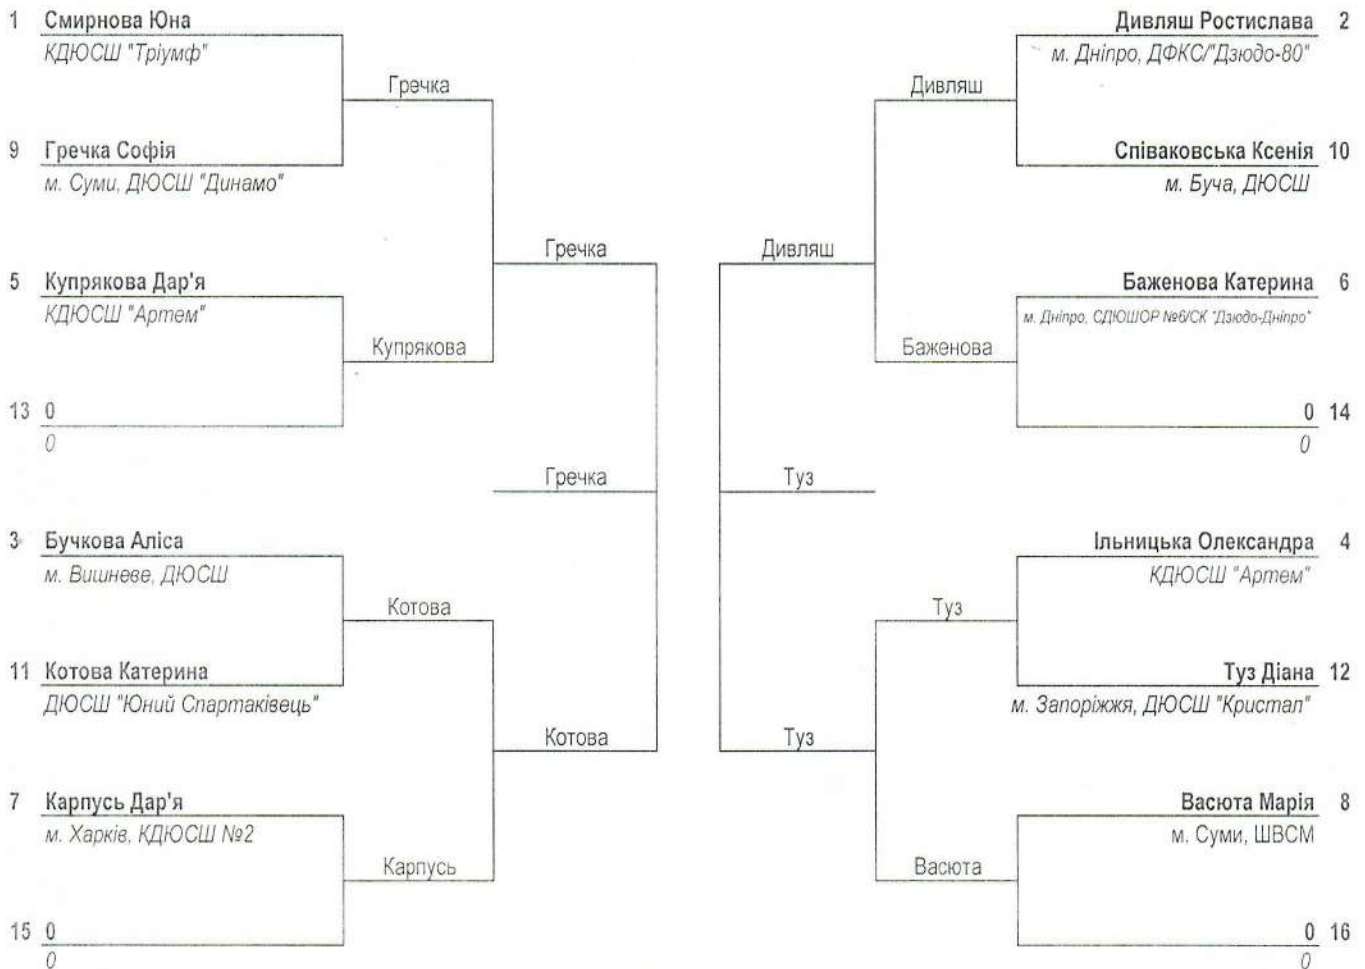 1 Смирнова Юна
КДЮСШ "Тріумф"
Гречка
9 Гречка Софія
м. Суми, ДЮСШ "Динамо"
Гречка
5 Купрякова Дар'я
КДЮСШ "Артем"
Купрякова
13 0
0
Гречка
3 Бучкова Аліса
м. Вишневе, ДЮСШ
Котова
11 Котова Катерина
ДЮСШ "Юний Спартаківець"
Котова
7 Карпусь Дар'я
м. Харків, КДЮСШ №2
Карпусь
15 0
0
Дивляш Ростислава 2
м. Дніпро, ДФКС/"Дзюдо-80"
Дивляш
Співаковська Ксенія 10
м. Буча, ДЮСШ
Дивляш
Баженова Катерина 6
м. Дніпро, СДЮШОР №6/СК "Дзюдо-Дніпро"
Баженова
0 14
0
Туз
Ільницька Олександра 4
КДЮСШ "Артем"
Туз
Туз Діана 12
м. Запоріжжя, ДЮСШ "Кристал"
Туз
Васюта Марія 8
м. Суми, ШВСМ
Васюта
0 16
0